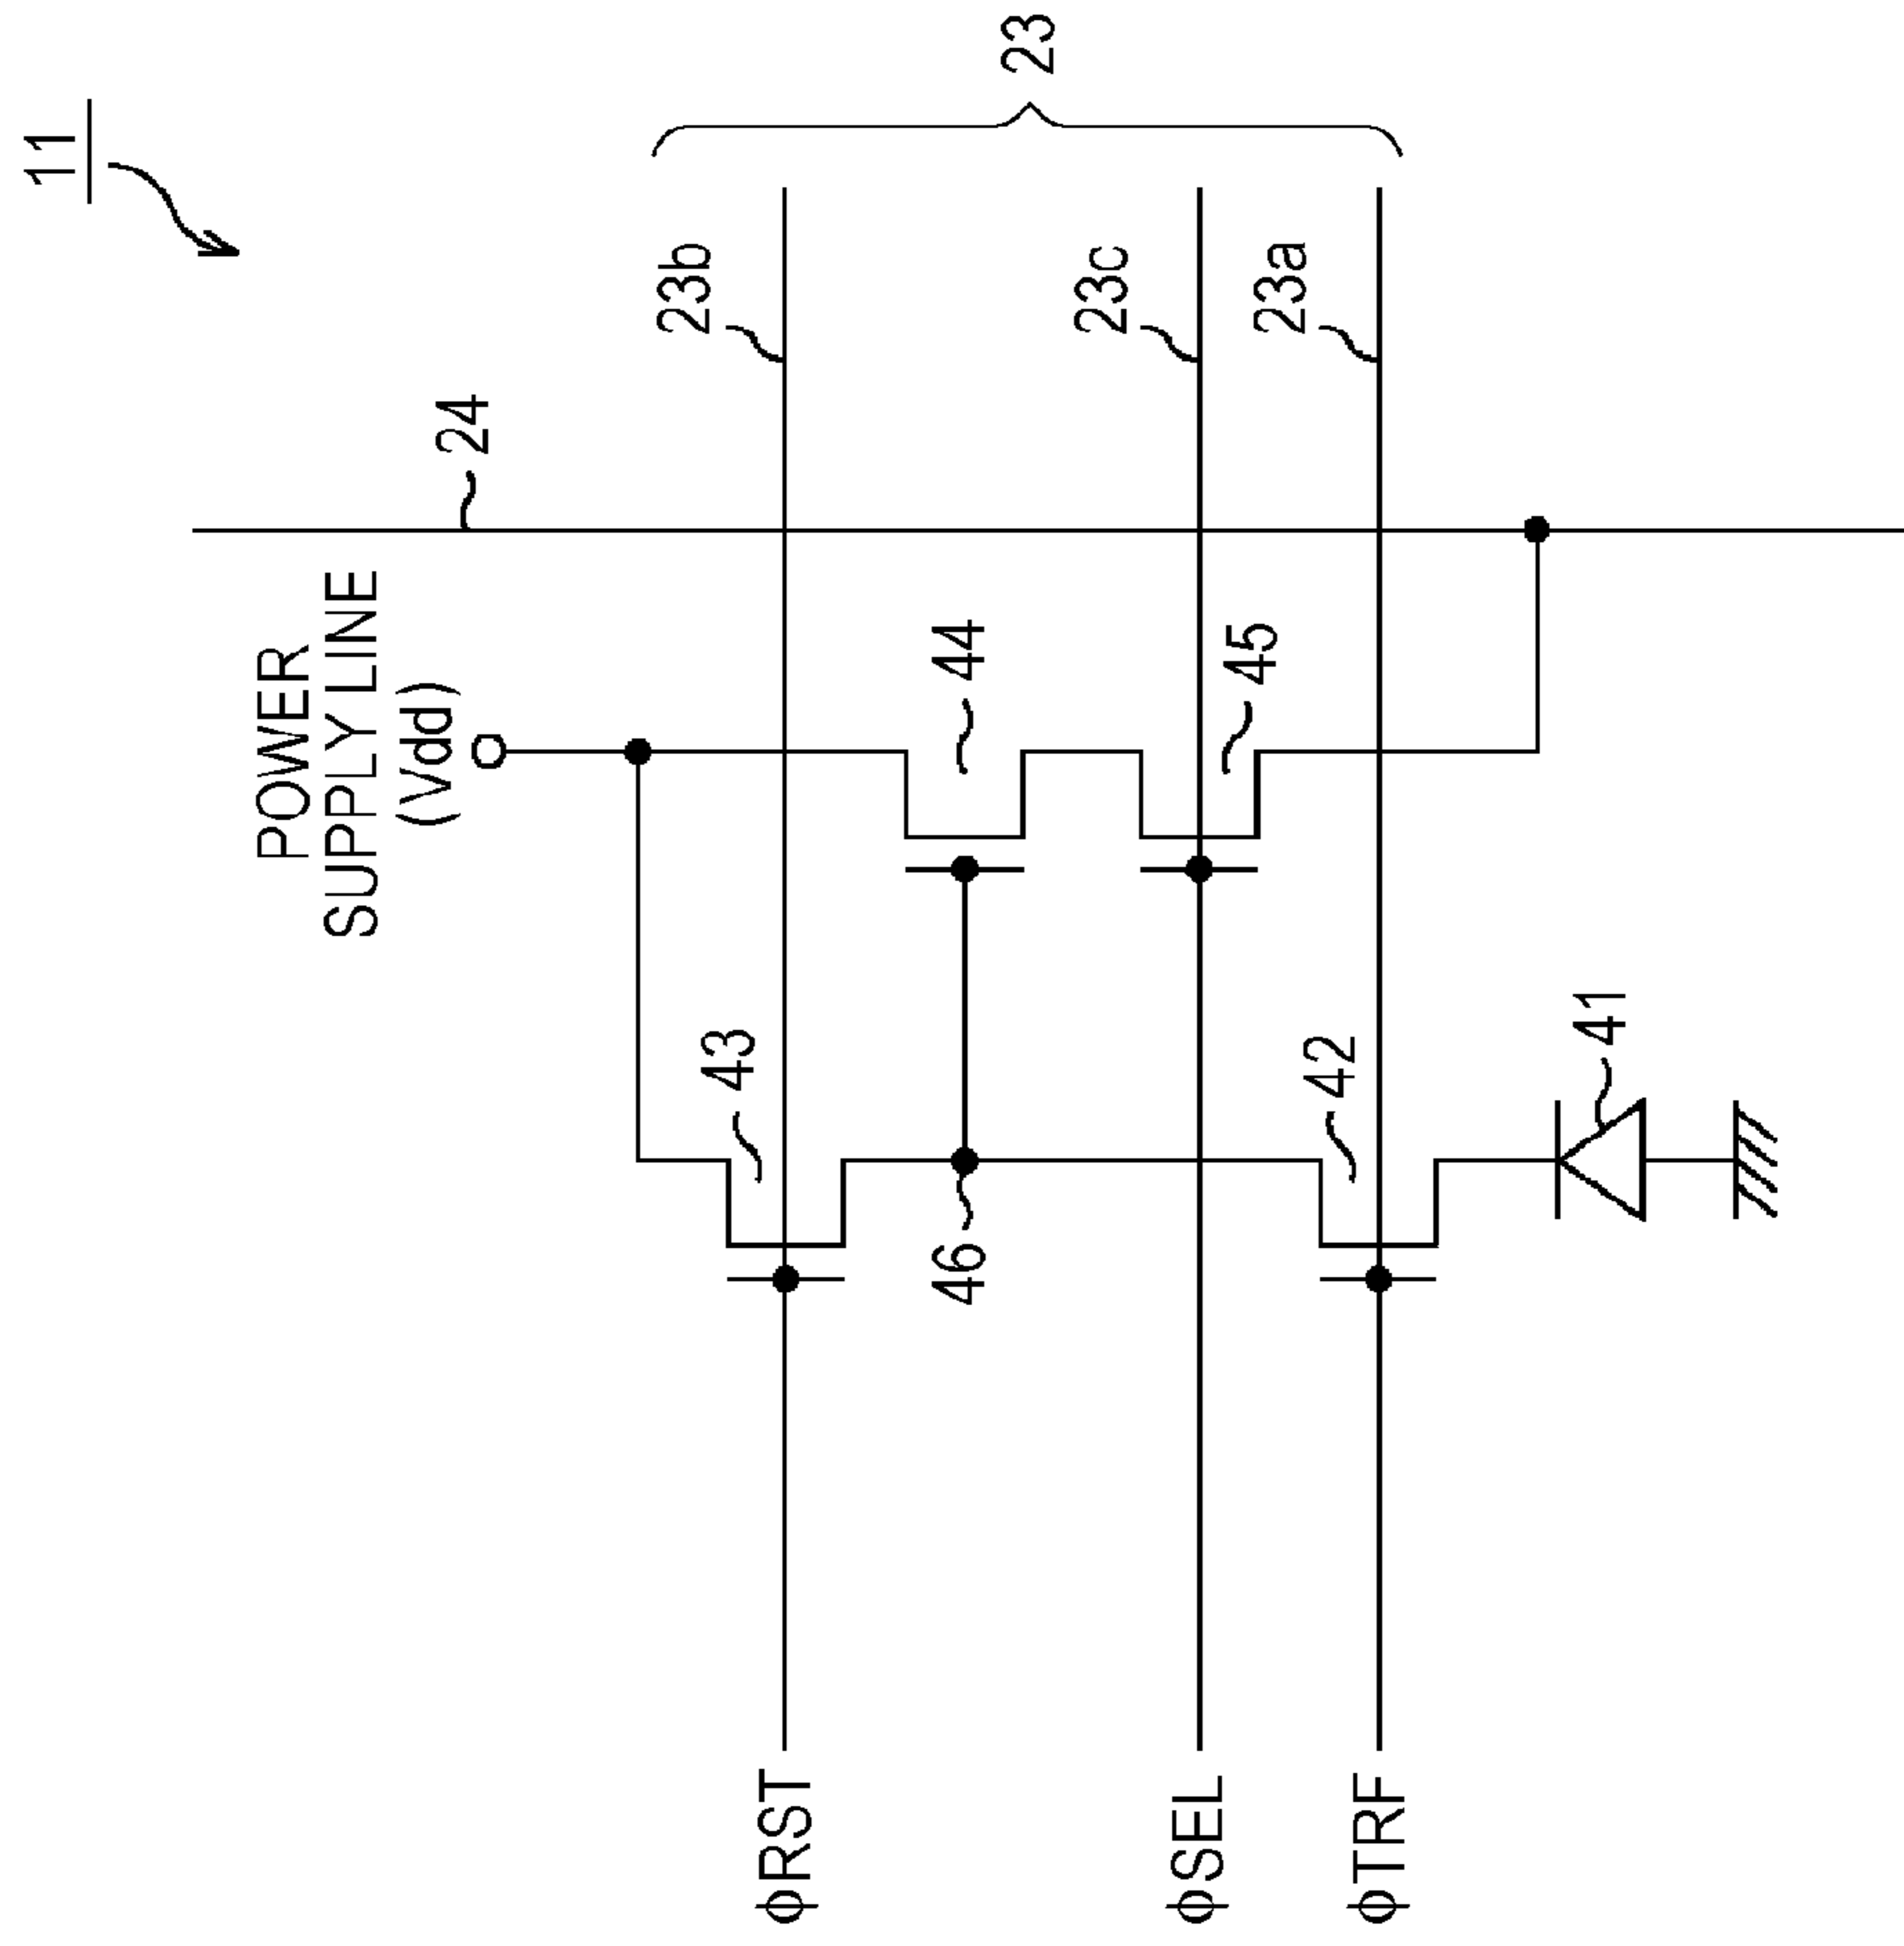 11
POWER
SUPPLY LINE
(Vdd)
24
23b
43
φRST
46
44
23
23c
φSEL
45
23a
42
φTRF
41